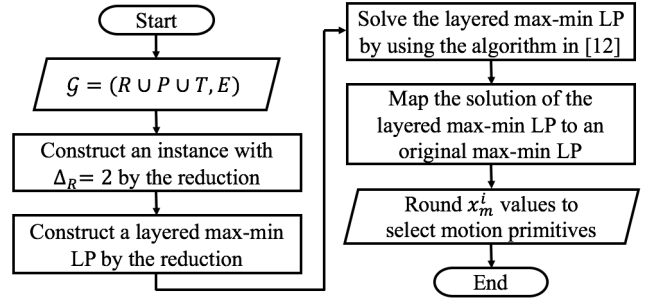 Start
𝒢 = (R ∪ P ∪ T, E)
Construct an instance with
Δ_R = 2 by the reduction
Construct a layered max-min
LP by the reduction
Solve the layered max-min LP
by using the algorithm in [12]
Map the solution of the
layered max-min LP to an
original max-min LP
Round x_m^i values to
select motion primitives
End